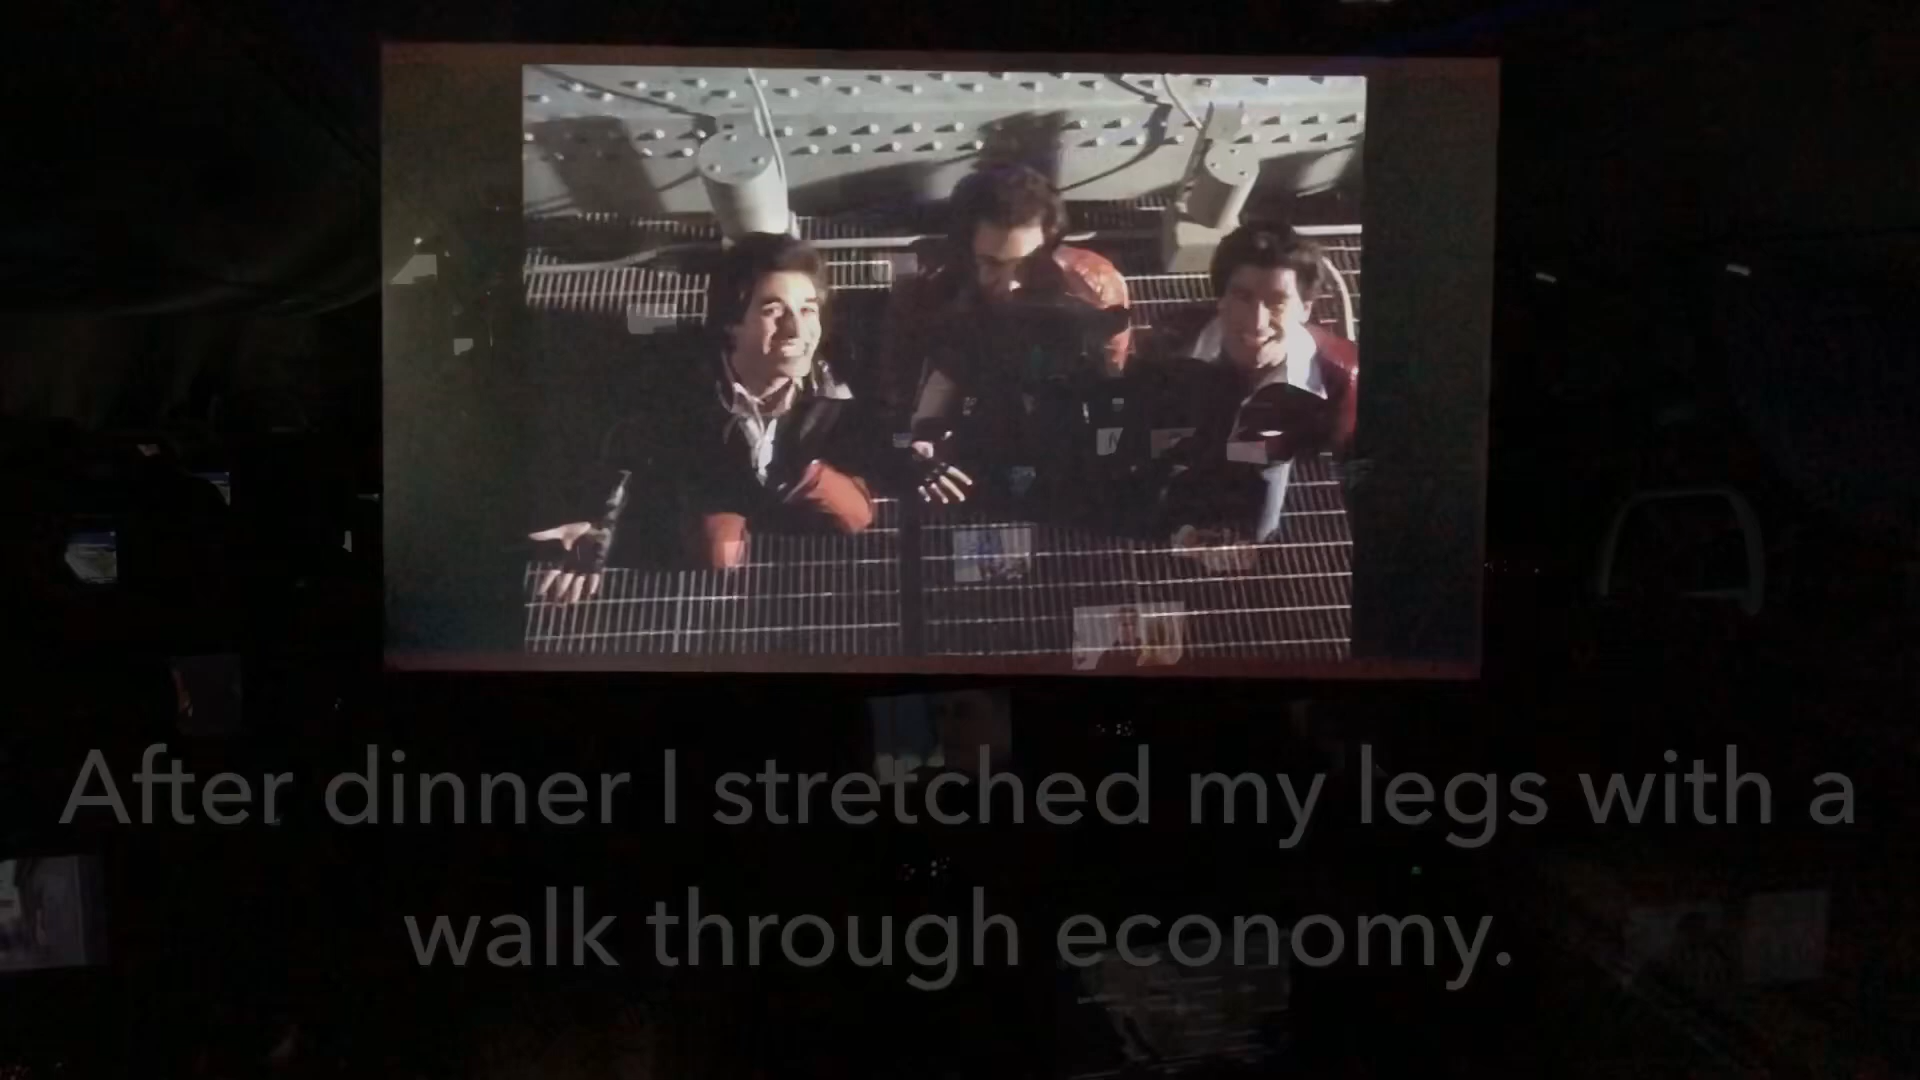 After dinner I stretched my legs with a
walk through economy.